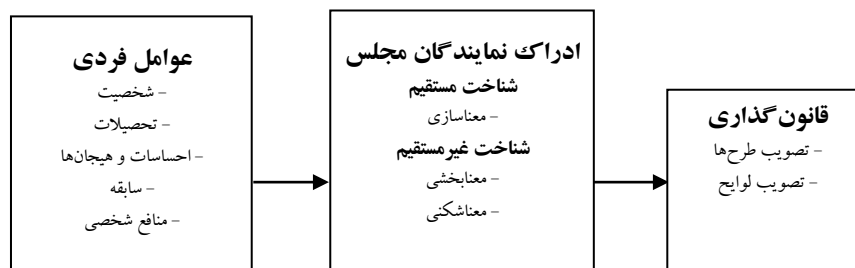 عوامل فردی
- شخصیت
- تحصیلات
- احساسات و هیجان‌ها
- سابقه
- منافع شخصی
ادراک نمایندگان مجلس
شناخت مستقیم
- معناسازی
شناخت غیرمستقیم
- معنابخشی
- معناشکنی
قانون‌گذاری
- تصویب طرح‌ها
- تصویب لوایح